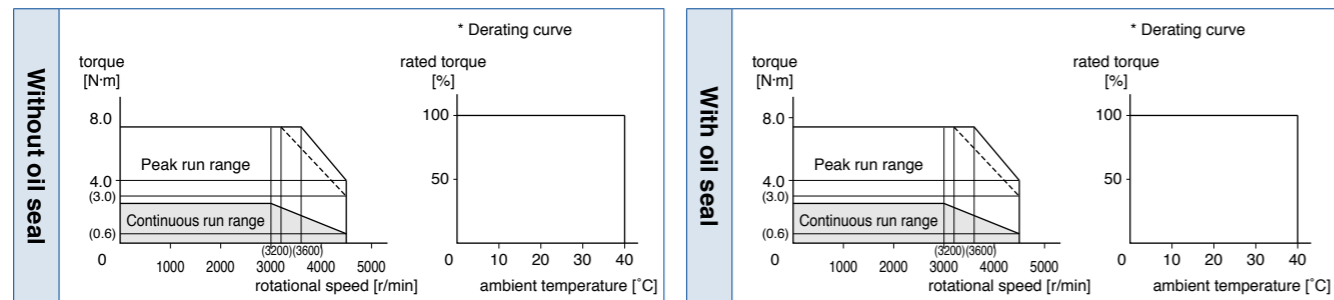 Without oil seal
* Derating curve
torque
[N·m]
rated torque
[%]
8.0
4.0
(3.0)
(0.6)
0
Peak run range
Continuous run range
(3200)(3600)
1000 2000 3000 4000 5000
rotational speed [r/min]
100
50
0 10 20 30 40
ambient temperature [˚C]
With oil seal
* Derating curve
torque
[N·m]
rated torque
[%]
8.0
4.0
(3.0)
(0.6)
0
Peak run range
Continuous run range
(3200)(3600)
1000 2000 3000 4000 5000
rotational speed [r/min]
100
50
0 10 20 30 40
ambient temperature [˚C]